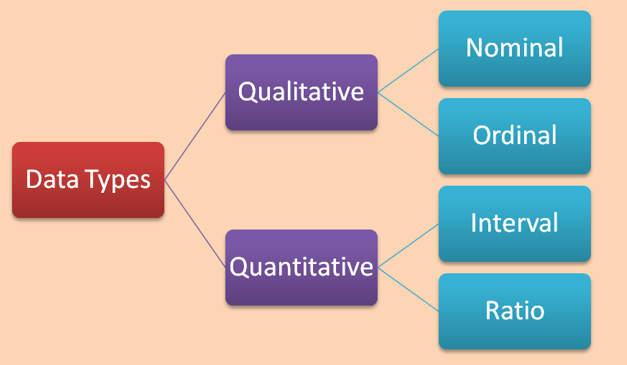 Data Types
Qualitative
Nominal
Ordinal
Quantitative
Interval
Ratio